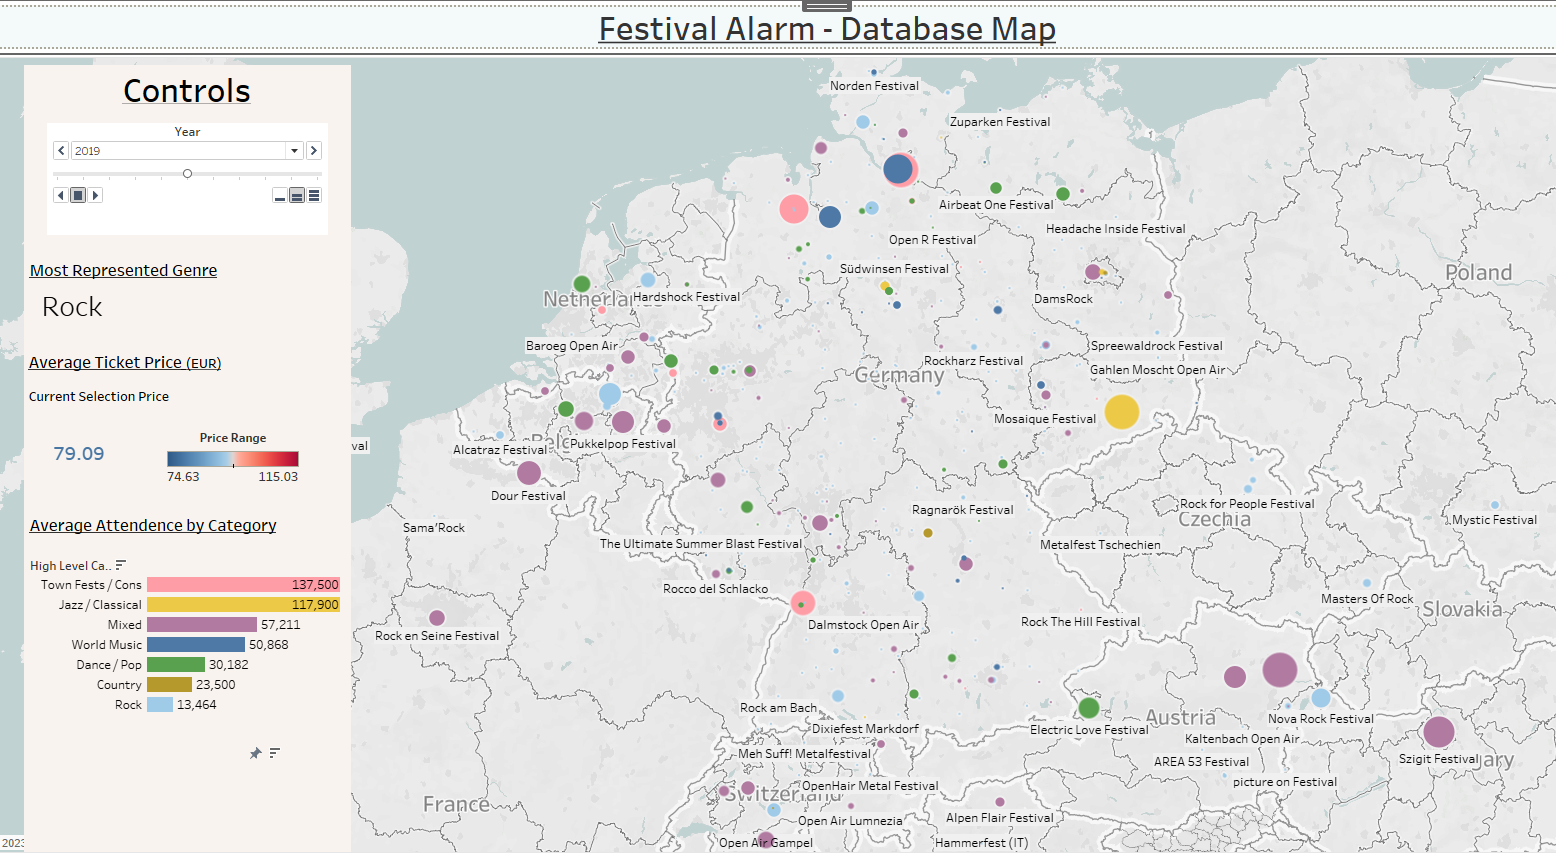 Festival Alarm - Database Map
Controls
Year
2019
Most Represented Genre
Rock
Average Ticket Price (EUR)
Current Selection Price
79.09
Price Range
74.63
115.03
Average Attendence by Category
High Level Ca..
Town Fests / Cons 137,500
Jazz / Classical 117,900
Mixed 57,211
World Music 50,868
Dance / Pop 30,182
Country 23,500
Rock 13,464
2023
Norden Festival
Zuparken Festival
Airbeat One Festival
Headache Inside Festival
Open R Festival
Südwinsen Festival
Poland
Netherla
Hardshock Festival
DamsRock
Baroeg Open Air
Spreewaldrock Festival
Rockharz Festival
Gahlen Moscht Open Air
Germany
Mosaique Festival
val
Alcatraz Festival
Belg
Pukkelpop Festival
Dour Festival
Rock for People Festival
Ragnarök Festival
Czechia
Mystic Festival
Sama'Rock
The Ultimate Summer Blast Festival
Metalfest Tschechien
Rocco del Schlacko
Masters Of Rock
Slovakia
Dalmstock Open Air
Rock The Hill Festival
Rock en Seine Festival
Rock am Bach
Austria
Nova Rock Festival
Dixiefest Markdorf
Electric Love Festival
Kaltenbach Open Air
Meh Suff! Metalfestival
AREA 53 Festival
Szigit Festival
gary
picture on Festival
OpenHair Metal Festival
Switzerland
France
Open Air Lumnezia
Alpen Flair Festival
Open Air Gampel
Hammerfest (IT)